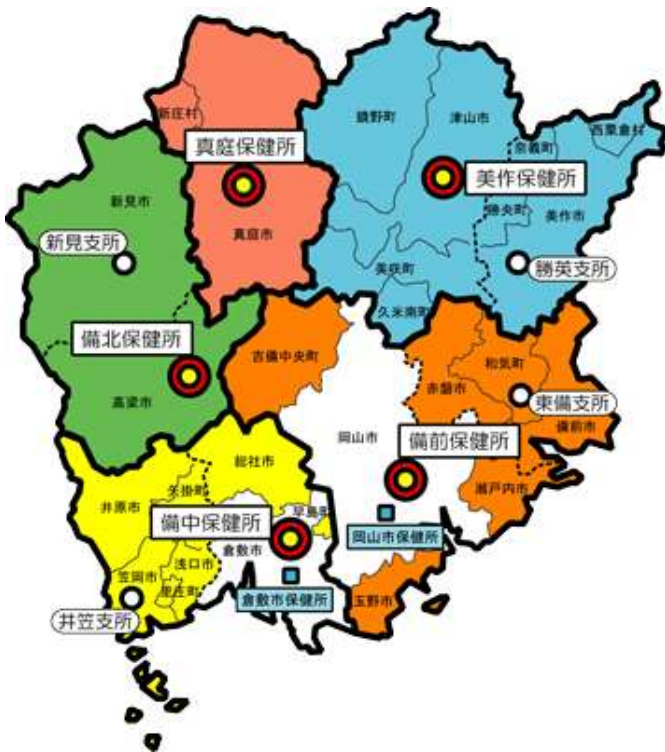 新庄村
真庭保健所
真庭市
鏡野町
津山市
奈義町
西粟倉村
美作保健所
勝央町
美作市
勝英支所
美咲町
久米南町
新見市
新見支所
備北保健所
高梁市
吉備中央町
岡山市
赤磐市
和気町
東備支所
備前市
備前保健所
瀬戸内市
岡山市保健所
玉野市
総社市
井原市
矢掛町
備中保健所
早島町
倉敷市
浅口市
笠岡市
里庄町
倉敷市保健所
井笠支所